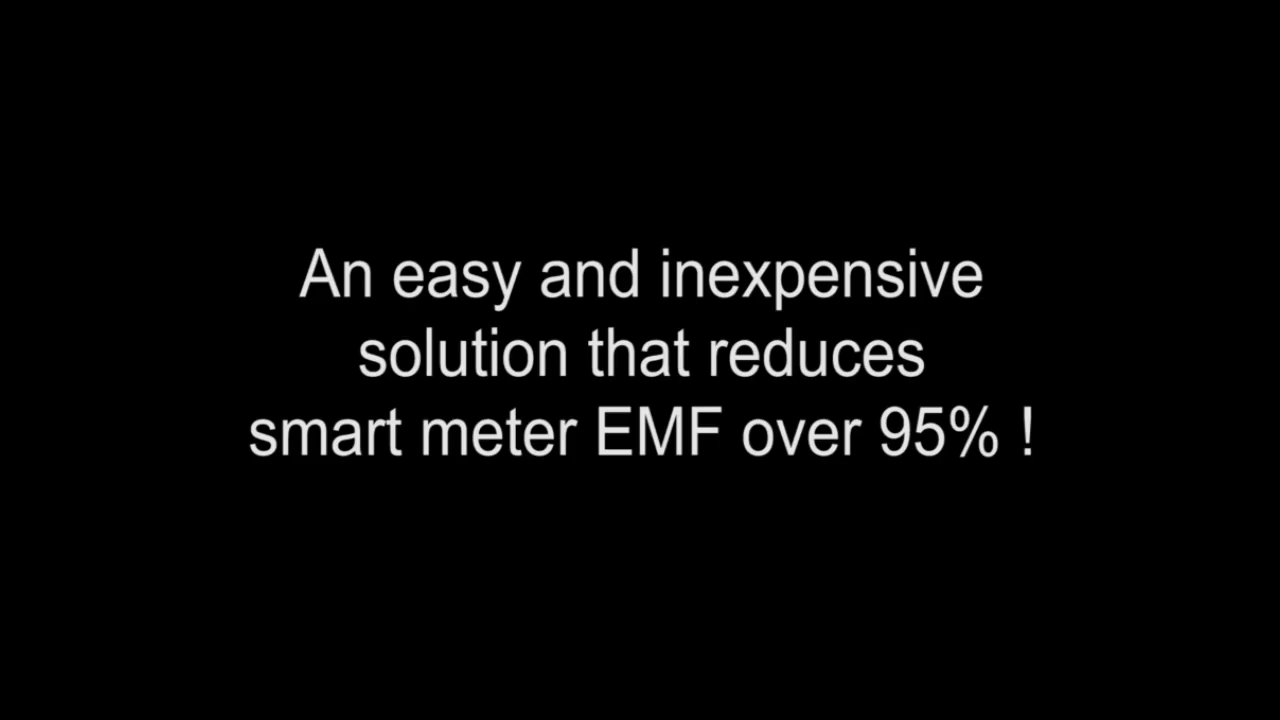 An easy and inexpensive
solution that reduces
smart meter EMF over 95% !